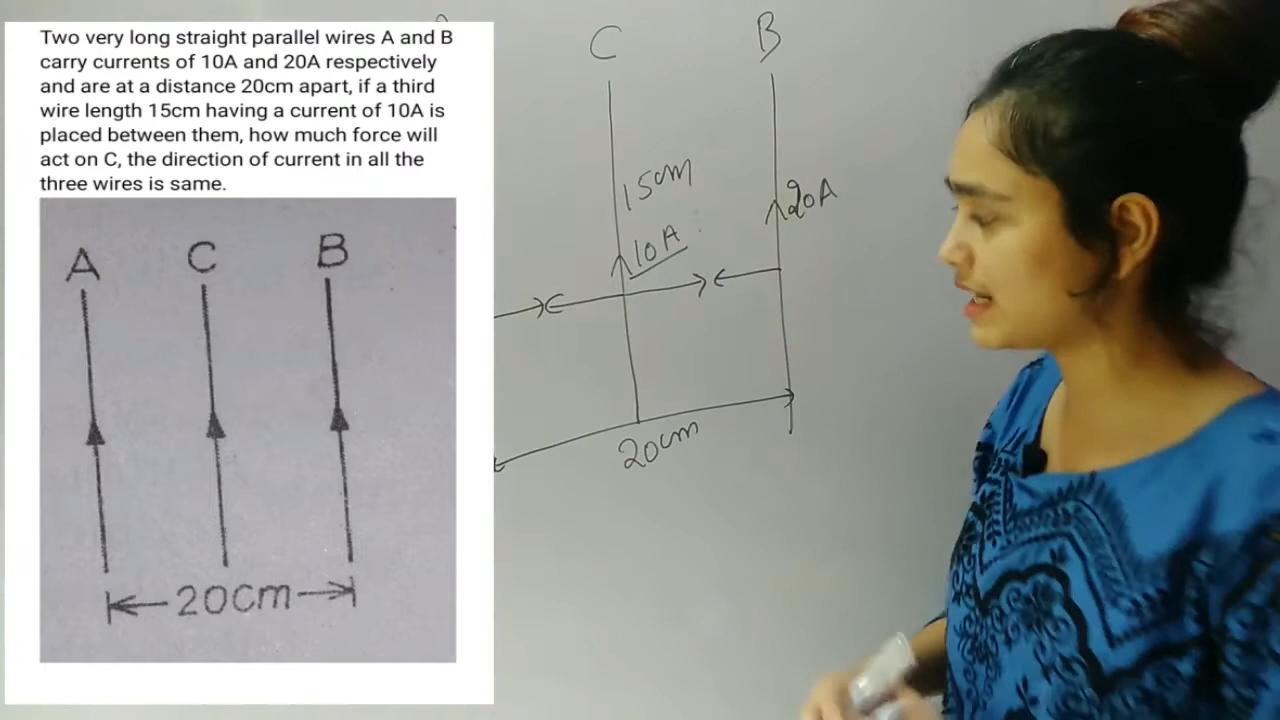 Two very long straight parallel wires A and B
carry currents of 10A and 20A respectively
and are at a distance 20cm apart, if a third
wire length 15cm having a current of 10A is
placed between them, how much force will
act on C, the direction of current in all the
three wires is same.
A C B
20cm
C B
15cm
20A
10A
20cm